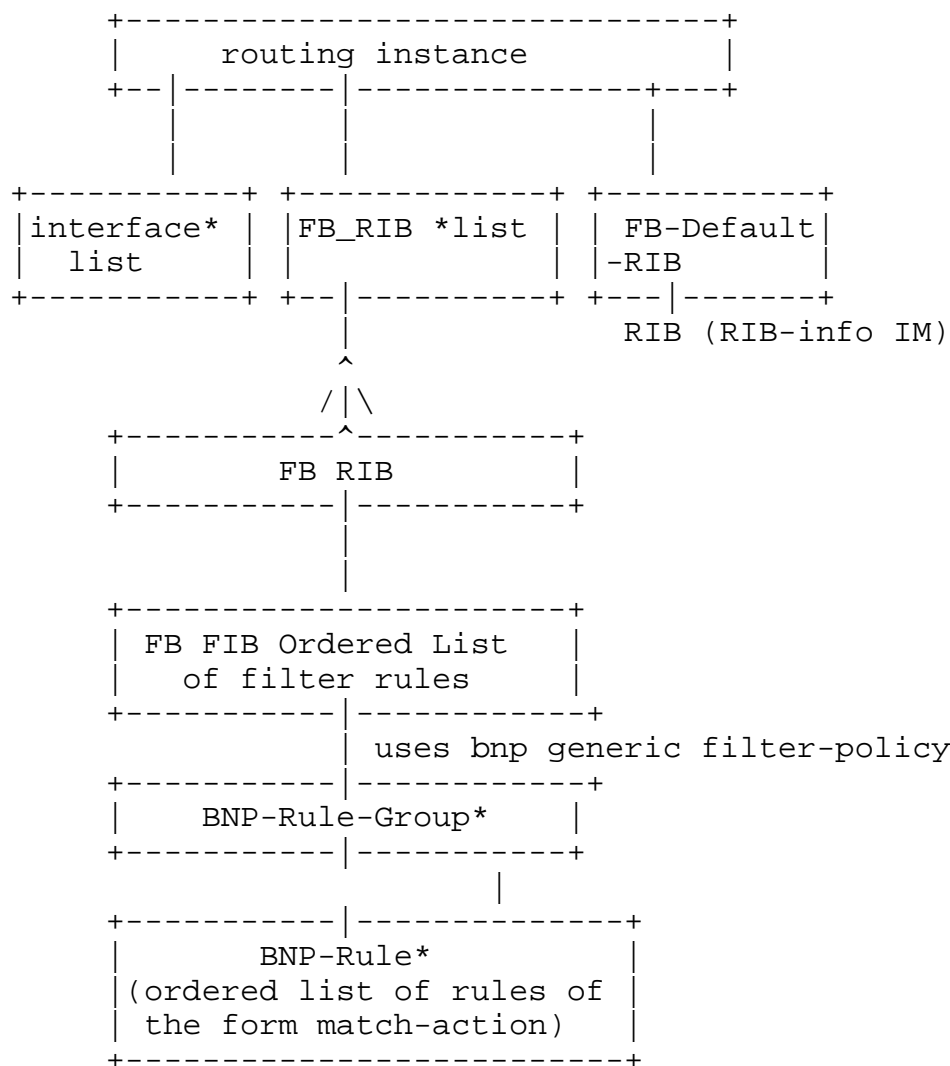 routing instance
interface* FB_RIB *list FB-Default
list -RIB
RIB (RIB-info IM)
FB RIB
FB FIB Ordered List
of filter rules
uses bnp generic filter-policy
BNP-Rule-Group*
BNP-Rule*
(ordered list of rules of
the form match-action)